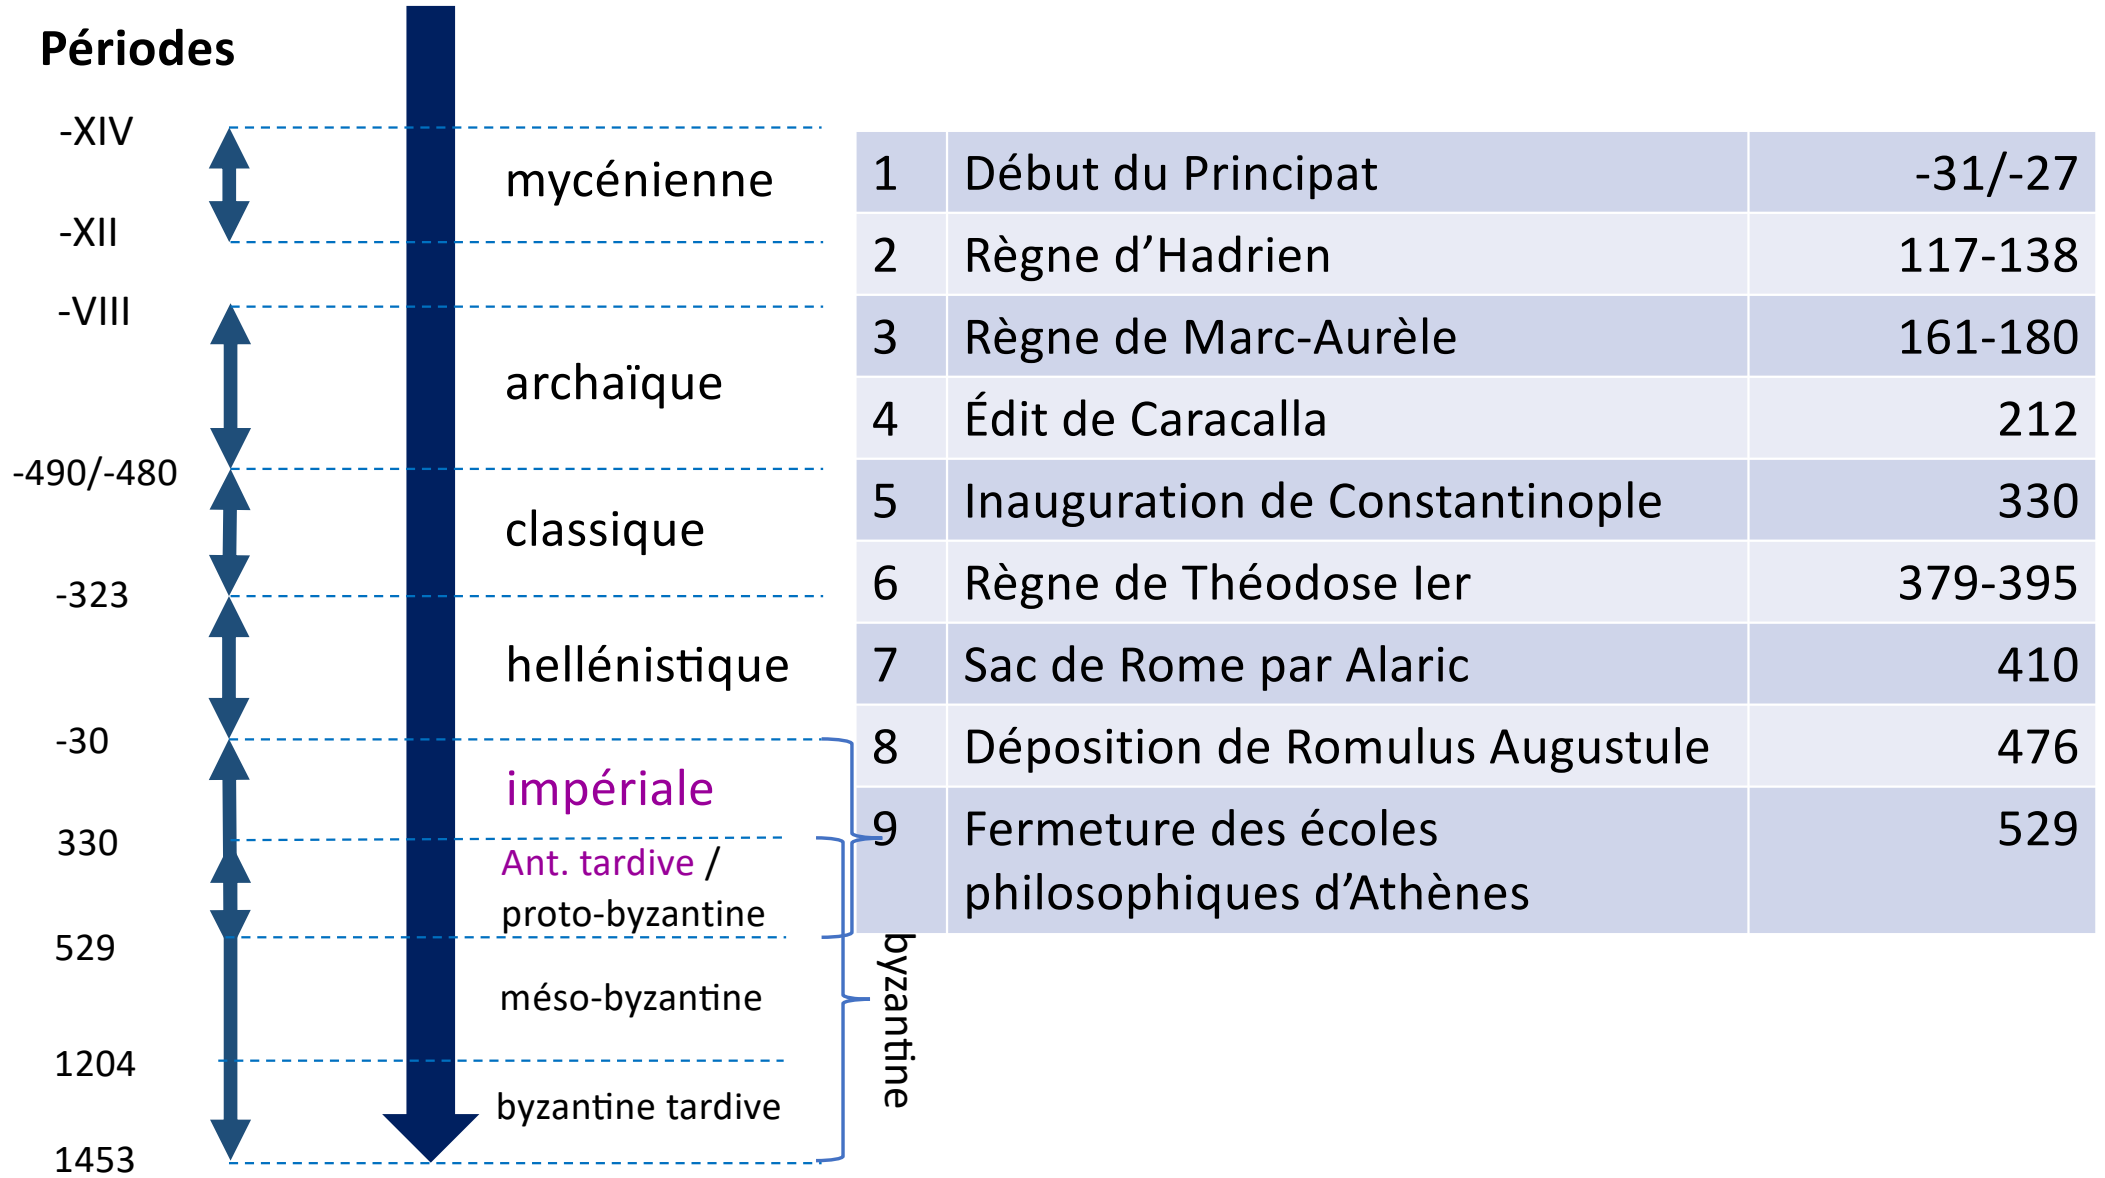 Périodes
-XIV
-XII
-VIII
-490/-480
-323
-30
330
529
1204
1453
mycénienne
archaïque
classique
hellénistique
impériale
Ant. tardive /
proto-byzantine
méso-byzantine
byzantine tardive
byzantine
1 Début du Principat -31/-27
2 Règne d’Hadrien 117-138
3 Règne de Marc-Aurèle 161-180
4 Édit de Caracalla 212
5 Inauguration de Constantinople 330
6 Règne de Théodose Ier 379-395
7 Sac de Rome par Alaric 410
8 Déposition de Romulus Augustule 476
9 Fermeture des écoles 529
philosophiques d’Athènes